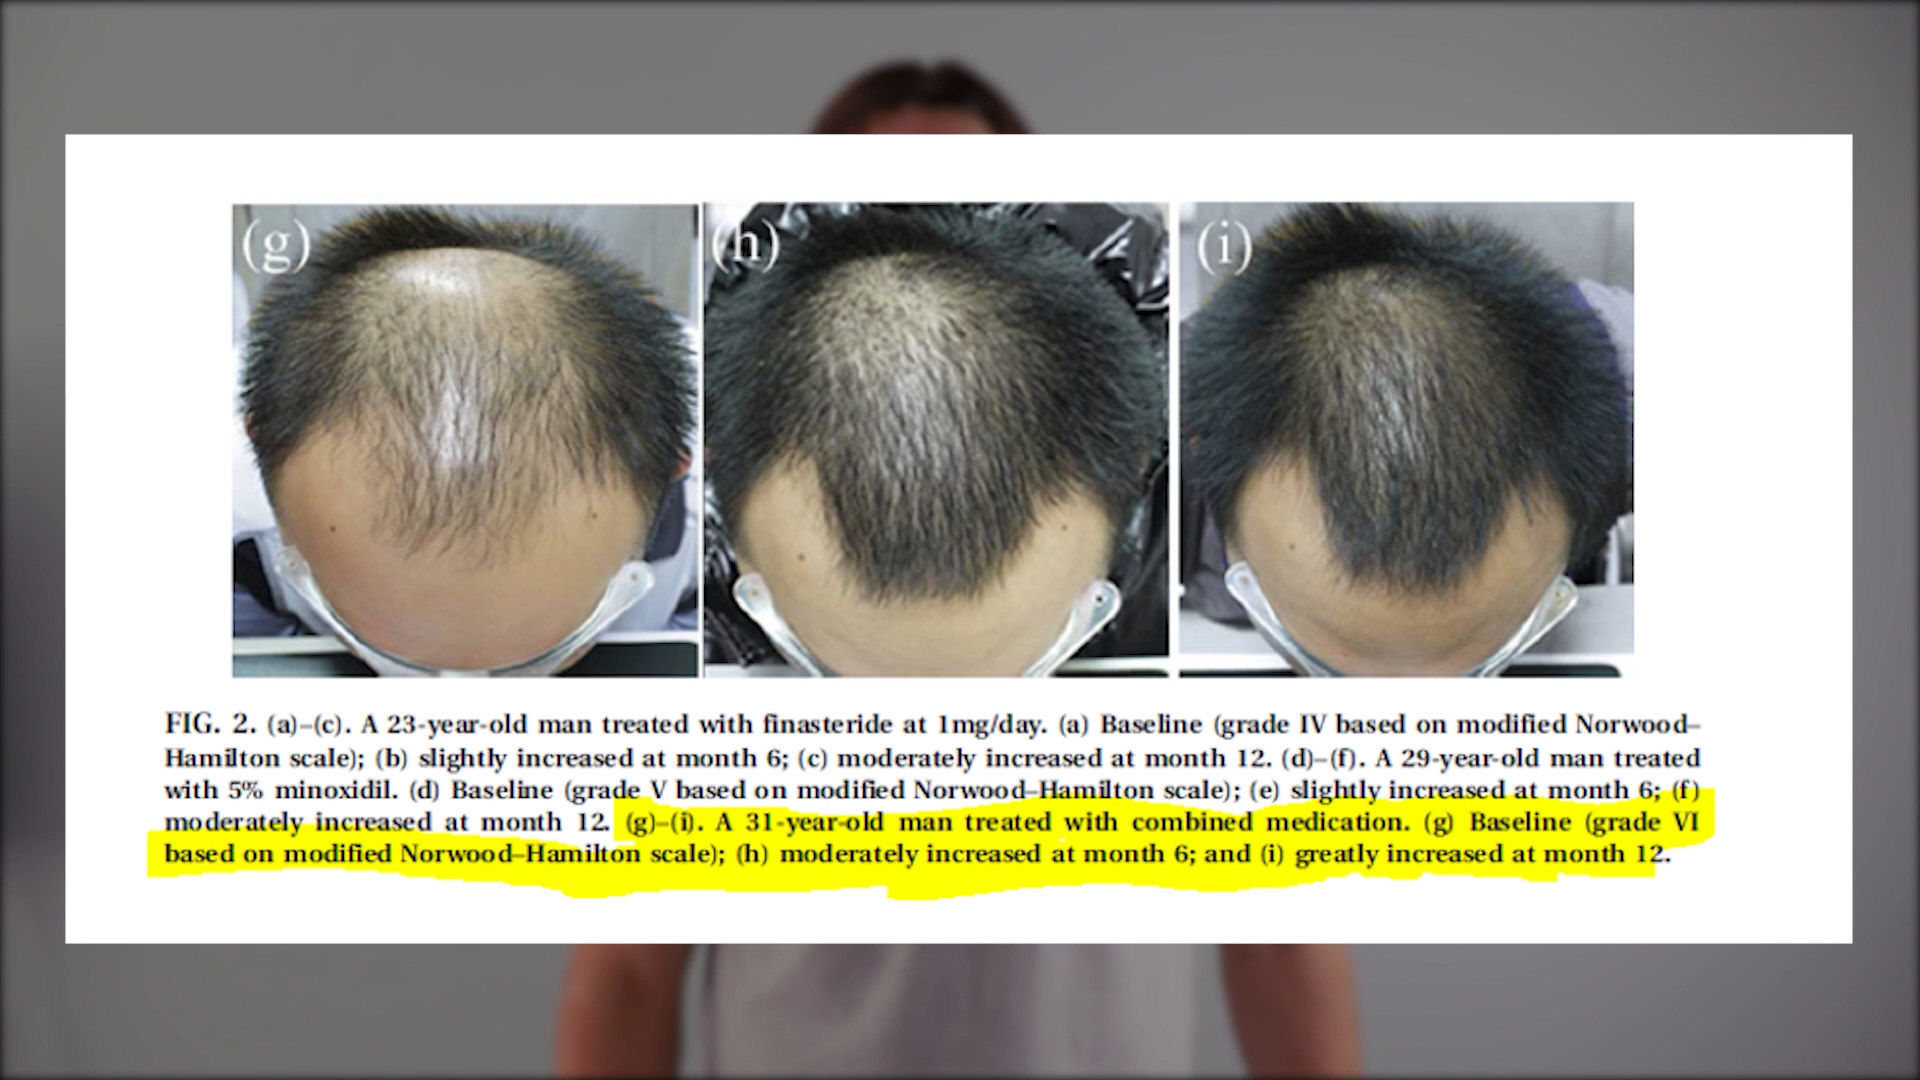 (g) (h) (i)
FIG. 2. (a)–(c). A 23-year-old man treated with finasteride at 1mg/day. (a) Baseline (grade IV based on modified Norwood–
Hamilton scale); (b) slightly increased at month 6; (c) moderately increased at month 12. (d)–(f). A 29-year-old man treated
with 5% minoxidil. (d) Baseline (grade V based on modified Norwood–Hamilton scale); (e) slightly increased at month 6; (f)
moderately increased at month 12. (g)–(i). A 31-year-old man treated with combined medication. (g) Baseline (grade VI
based on modified Norwood–Hamilton scale); (h) moderately increased at month 6; and (i) greatly increased at month 12.